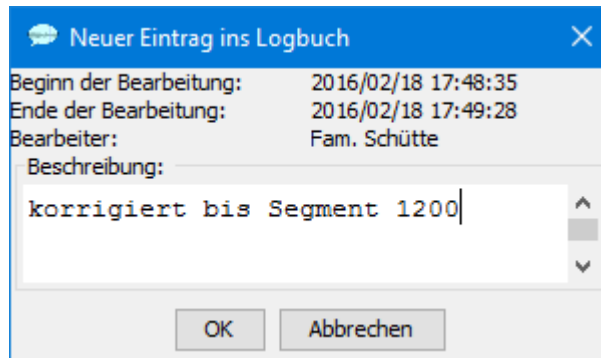 Neuer Eintrag ins Logbuch
Beginn der Bearbeitung: 2016/02/18 17:48:35
Ende der Bearbeitung: 2016/02/18 17:49:28
Bearbeiter: Fam. Schütte
Beschreibung:
korrigiert bis Segment 1200
OK Abbrechen